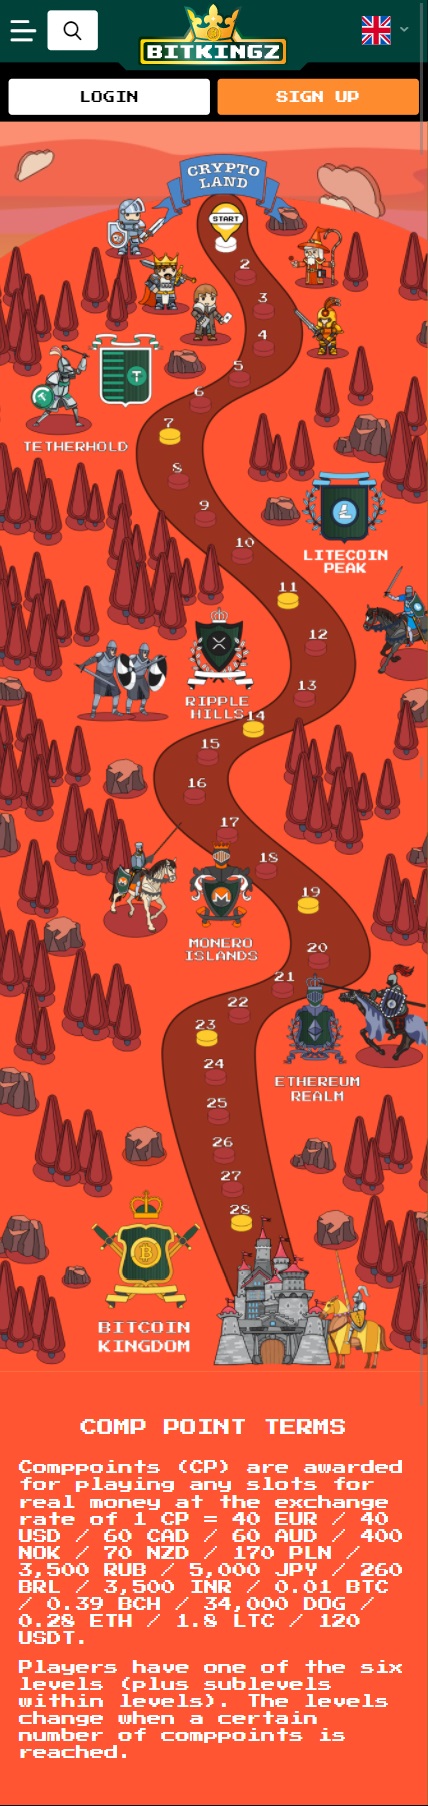 BITKINGZ
LOGIN
SIGN UP
CRYPTO
LAND
START
2
3
4
5
6
7
TETHERHOLD
8
9
10
LITECOIN
PEAK
11
12
13
RIPPLE
HILLS
14
15
16
17
18
19
MONERO
ISLANDS
20
21
22
23
24
ETHEREUM
REALM
25
26
27
28
BITCOIN
KINGDOM
COMP POINT TERMS
Comppoints (CP) are awarded
for playing any slots for
real money at the exchange
rate of 1 CP = 40 EUR / 40
USD / 60 CAD / 60 AUD / 400
NOK / 70 NZD / 170 PLN /
3,500 RUB / 5,000 JPY / 260
BRL / 3,500 INR / 0.01 BTC
/ 0.39 BCH / 34,000 DOG /
0.28 ETH / 1.8 LTC / 120
USDT.
Players have one of the six
levels (plus sublevels
within levels). The levels
change when a certain
number of comppoints is
reached.